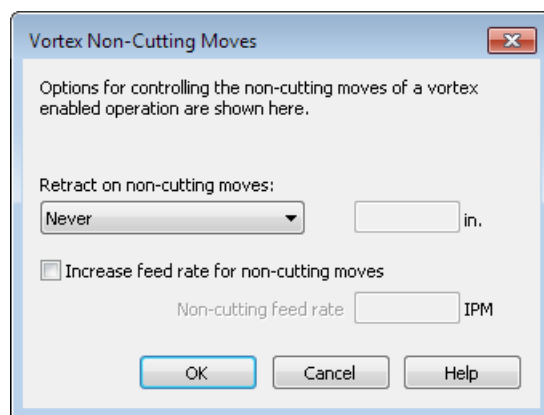 Vortex Non-Cutting Moves
Options for controlling the non-cutting moves of a vortex
enabled operation are shown here.
Retract on non-cutting moves:
Never
in.
Increase feed rate for non-cutting moves
Non-cutting feed rate
IPM
OK
Cancel
Help